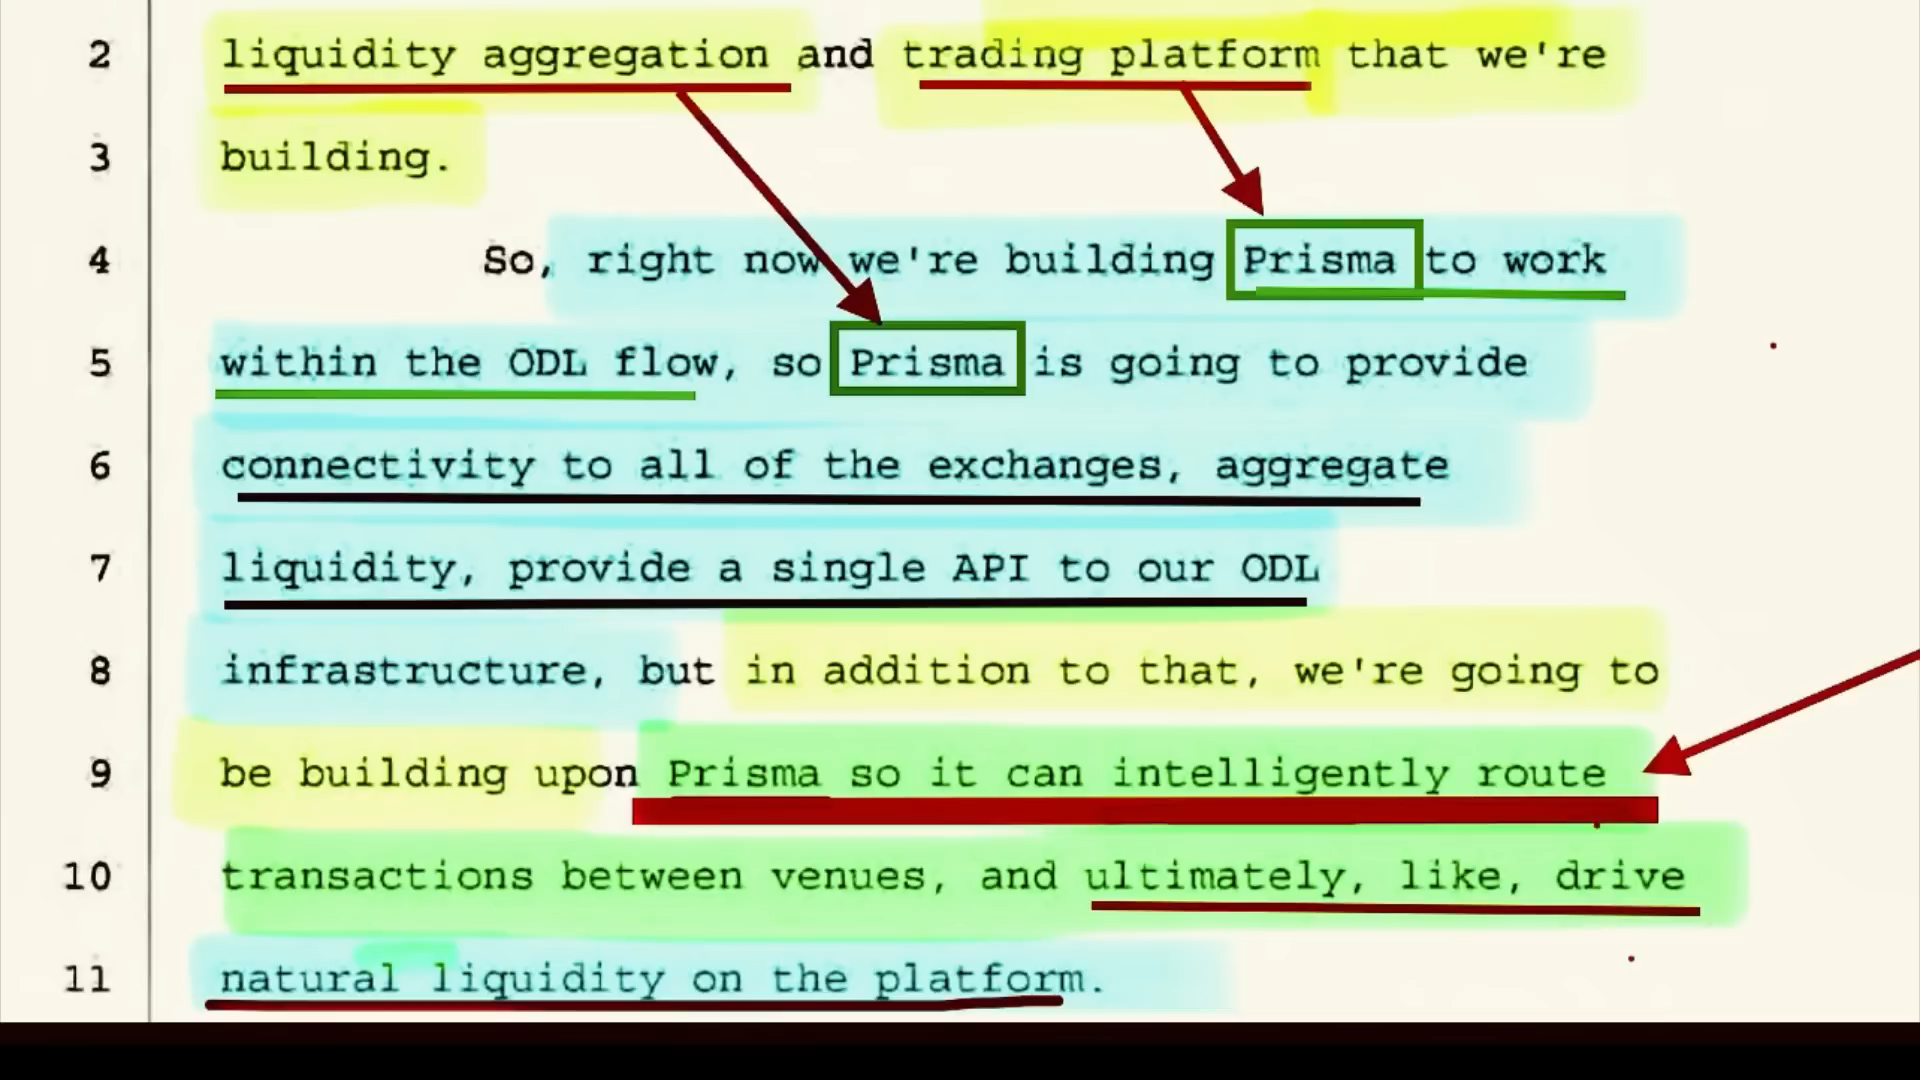 2 liquidity aggregation and trading platform that we're
3 building.
4 So, right now we're building Prisma to work
5 within the ODL flow, so Prisma is going to provide
6 connectivity to all of the exchanges, aggregate
7 liquidity, provide a single API to our ODL
8 infrastructure, but in addition to that, we're going to
9 be building upon Prisma so it can intelligently route
10 transactions between venues, and ultimately, like, drive
11 natural liquidity on the platform.